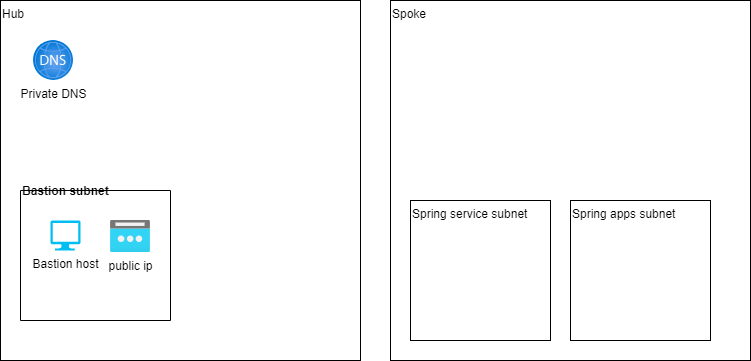 Hub
DNS
Private DNS
Bastion subnet
Bastion host
public ip
Spoke
Spring service subnet
Spring apps subnet